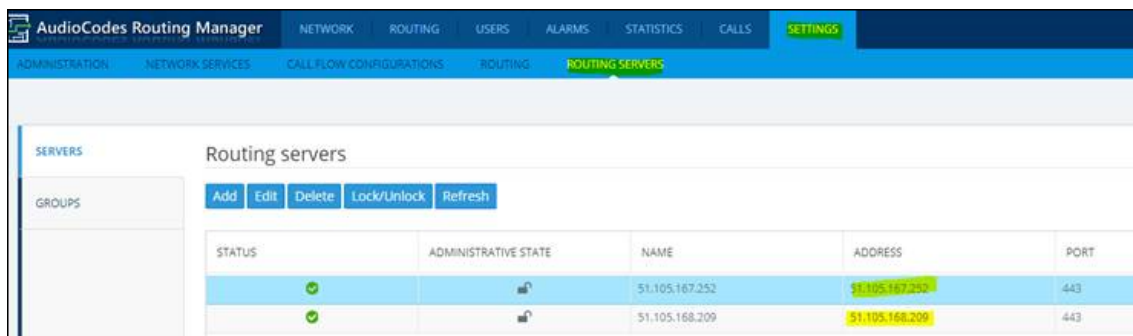 AudioCodes Routing Manager NETWORK ROUTING USERS ALARMS STATISTICS CALLS SETTINGS
ADMINISTRATION NETWORK SERVICES CALL FLOW CONFIGURATIONS ROUTING ROUTING SERVERS
SERVERS
GROUPS
Routing servers
Add Edit Delete Lock/Unlock Refresh
STATUS ADMINISTRATIVE STATE NAME ADDRESS PORT
51.105.167.252 51.105.167.252 443
51.105.168.209 51.105.168.209 443